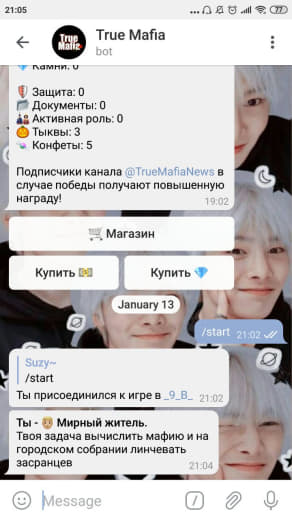 21:05
77
True
Mafia
True Mafia
bot
💎 Камни: 0
🛡 Защита: 0
📁 Документы: 0
🎎 Активная роль: 0
🎃 Тыквы: 3
🍬 Конфеты: 5
Подписчики канала @TrueMafiaNews в
случае победы получают повышенную
награду!
19:02
🛒 Магазин
Купить 💵
Купить 💎
January 13
/start
21:02
Suzy~
/start
Ты присоединился к игре в _9_B_
21:02
Ты - 👨🏼 Мирный житель.
Твоя задача вычислить мафию и на
городском собрании линчевать
засранцев
21:04
Message